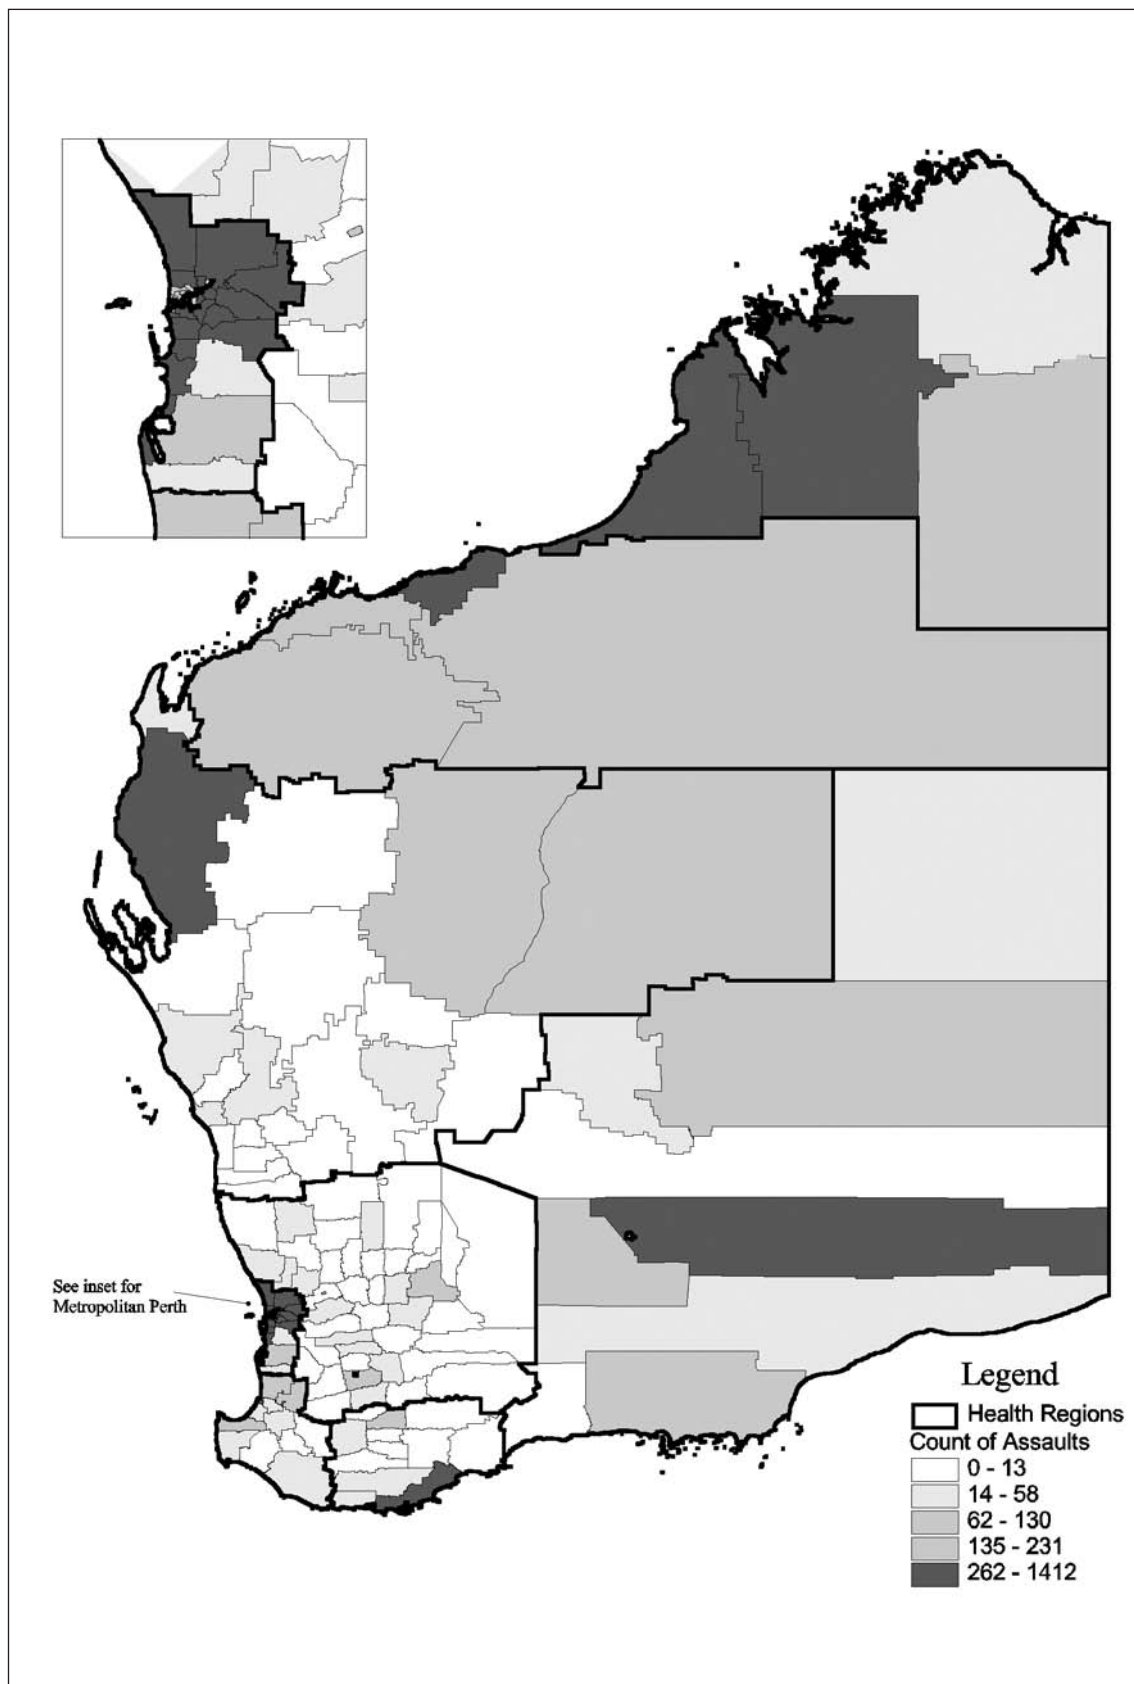 See inset for
Metropolitan Perth
Legend
Health Regions
Count of Assaults
0 - 13
14 - 58
62 - 130
135 - 231
262 - 1412